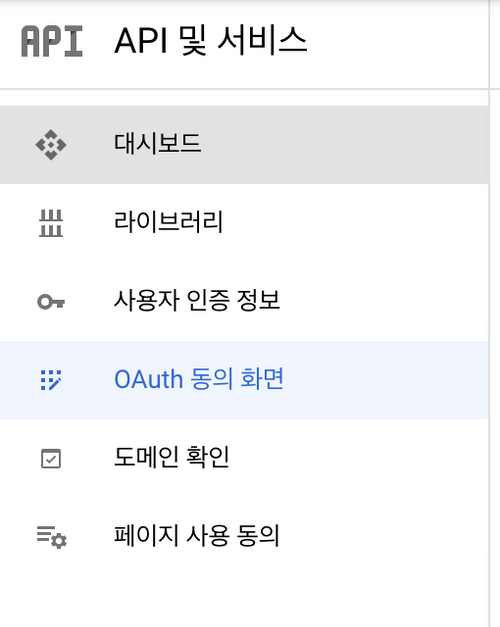 API API 및 서비스
대시보드
라이브러리
사용자 인증 정보
OAuth 동의 화면
도메인 확인
페이지 사용 동의